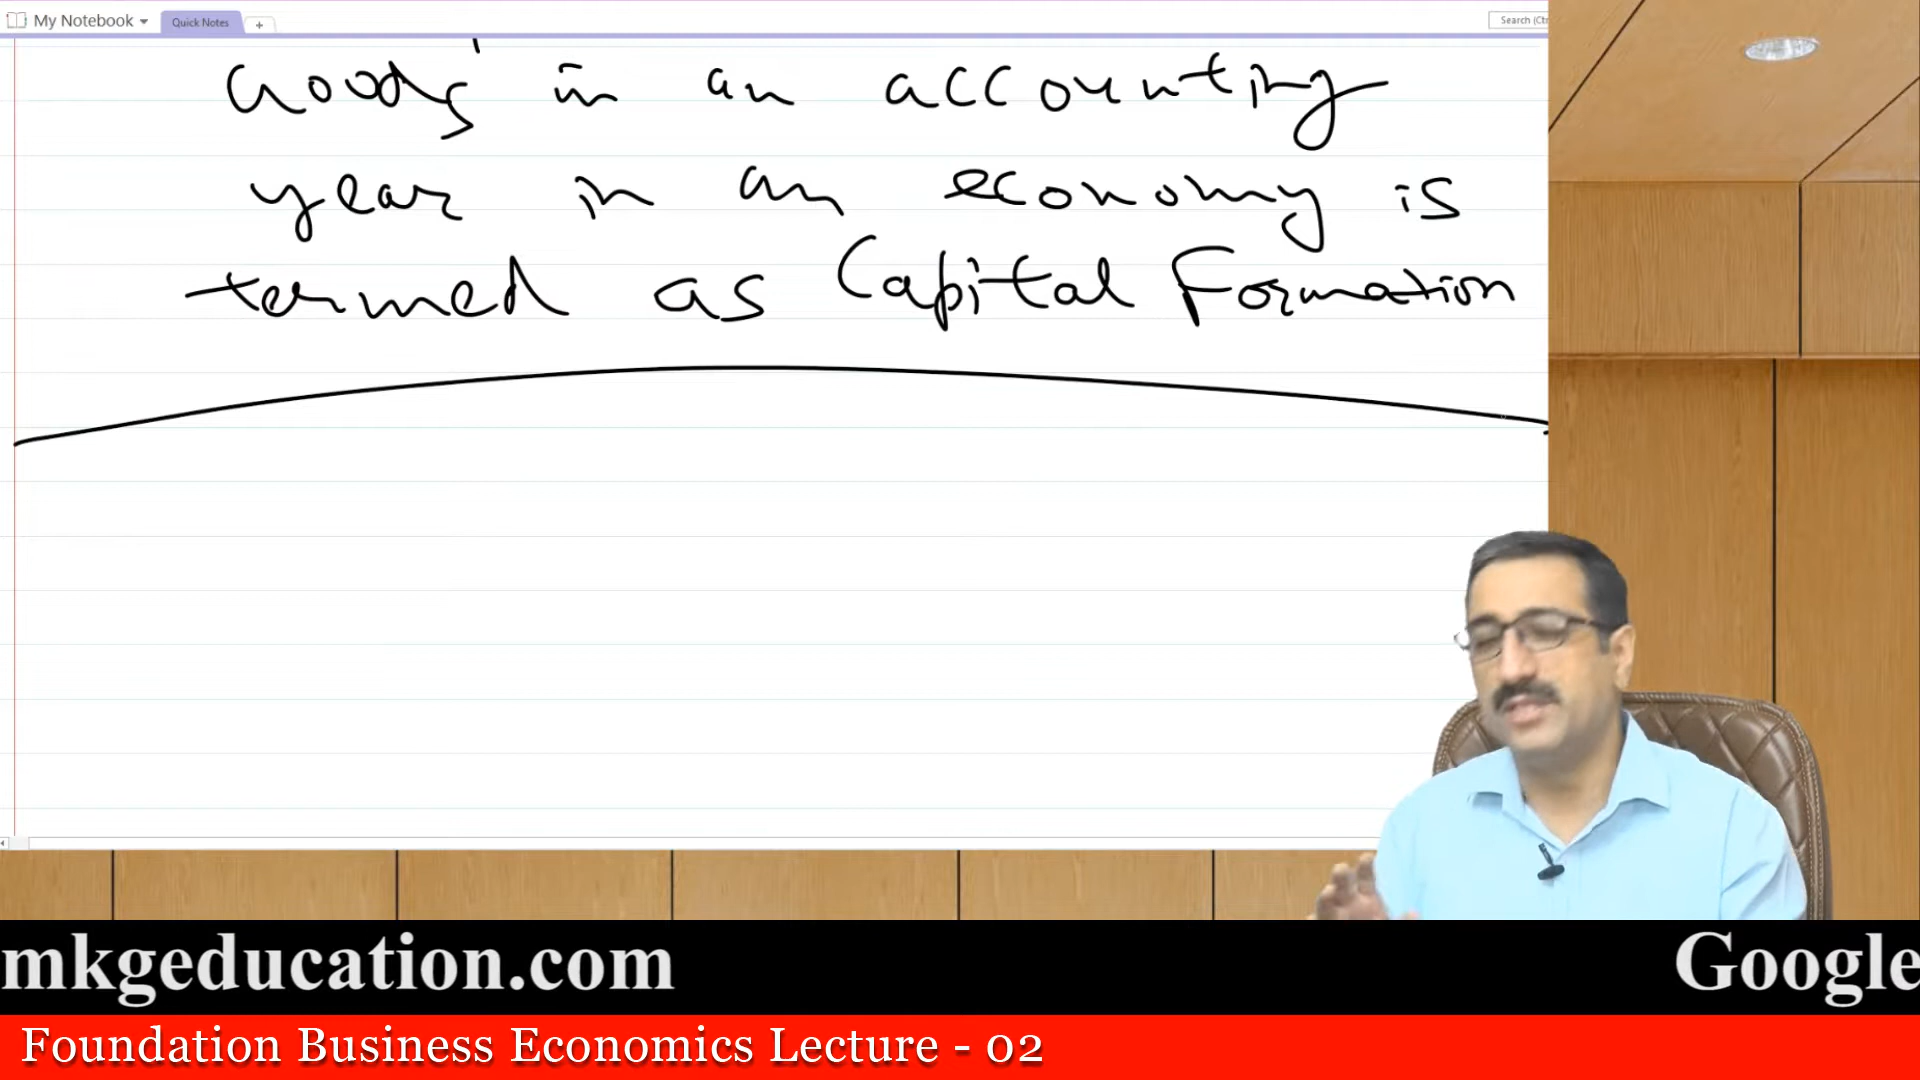 My Notebook
Quick Notes
+
Search (Ctr
Goods in an accounting
year in an economy is
termed as Capital Formation
mkgeducation.com
Google
Foundation Business Economics Lecture - 02